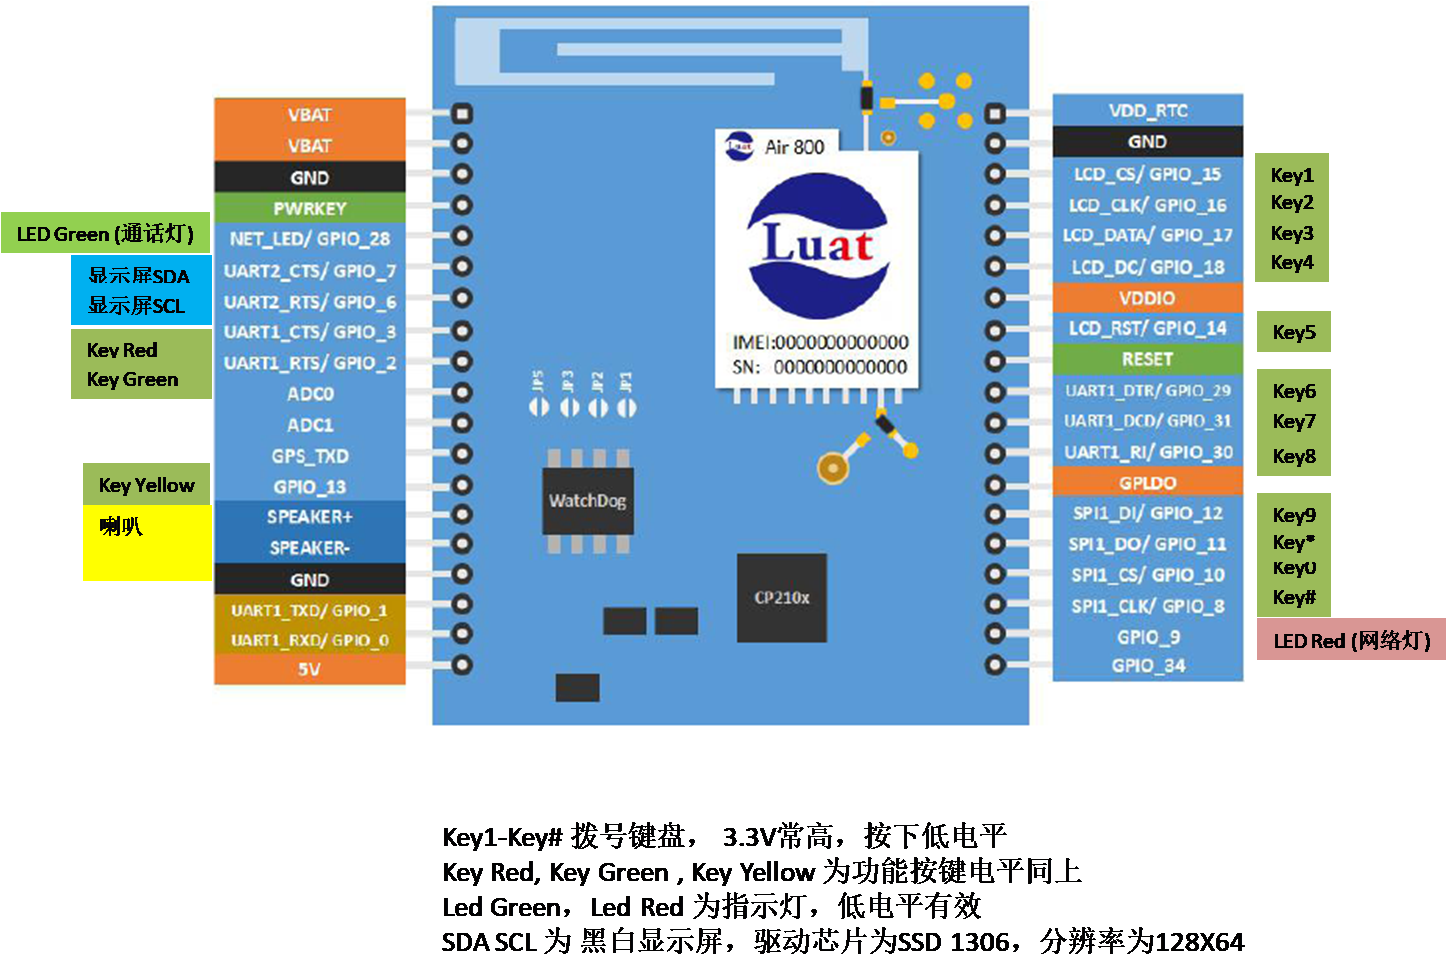 VBAT
VBAT
GND
PWRKEY
NET_LED/ GPIO_28
UART2_CTS/ GPIO_7
UART2_RTS/ GPIO_6
UART1_CTS/ GPIO_3
UART1_RTS/ GPIO_2
ADC0
ADC1
GPS_TXD
GPIO_13
SPEAKER+
SPEAKER-
GND
UART1_TXD/ GPIO_1
UART1_RXD/ GPIO_0
5V
LED Green (通话灯)
显示屏SDA
显示屏SCL
Key Red
Key Green
Key Yellow
喇叭
Luat Air 800
Luat
IMEI:0000000000000
SN: 0000000000000
JP5
JP3
JP2
JP1
WatchDog
CP210x
VDD_RTC
GND
LCD_CS/ GPIO_15
LCD_CLK/ GPIO_16
LCD_DATA/ GPIO_17
LCD_DC/ GPIO_18
VDDIO
LCD_RST/ GPIO_14
RESET
UART1_DTR/ GPIO_29
UART1_DCD/ GPIO_31
UART1_RI/ GPIO_30
GPLDO
SPI1_DI/ GPIO_12
SPI1_DO/ GPIO_11
SPI1_CS/ GPIO_10
SPI1_CLK/ GPIO_8
GPIO_9
GPIO_34
Key1
Key2
Key3
Key4
Key5
Key6
Key7
Key8
Key9
Key*
Key0
Key#
LED Red (网络灯)
Key1-Key# 拨号键盘， 3.3V常高，按下低电平
Key Red, Key Green , Key Yellow 为功能按键电平同上
Led Green，Led Red 为指示灯，低电平有效
SDA SCL 为 黑白显示屏，驱动芯片为SSD 1306，分辨率为128X64